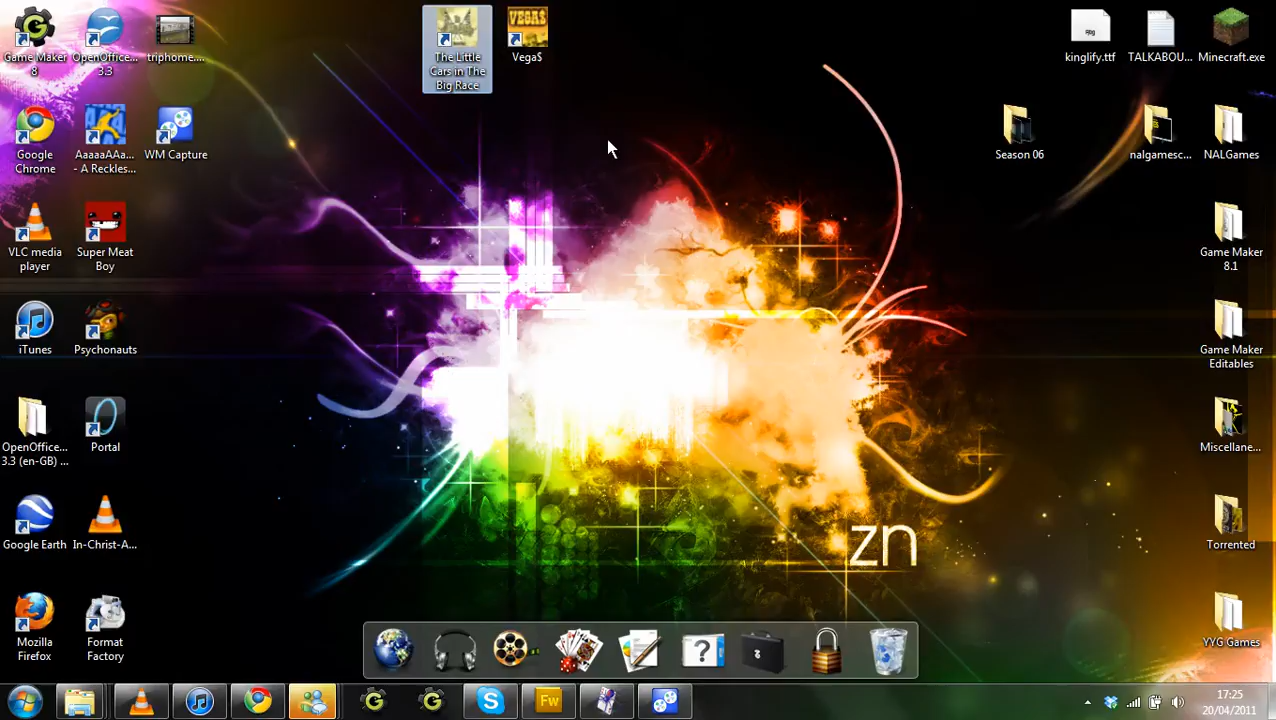 Game Maker
8
OpenOffice...
3.3
triphome....
The Little
Cars in The
Big Race
VEGA$
Vega$
kinglify.ttf
TALKABOU...
Minecraft.exe
Google
Chrome
AaaaaAa...
- A Reckles...
WM Capture
Season 06
nalgamesc...
NALGames
VLC media
player
Super Meat
Boy
Game Maker
8.1
iTunes
Psychonauts
Game Maker
Editables
OpenOffice...
3.3 (en-GB) ...
Portal
Miscellane...
Google Earth
In-Christ-A...
Torrented
zn
Mozilla
Firefox
Format
Factory
YYG Games
?
Fw
17:25
20/04/2011